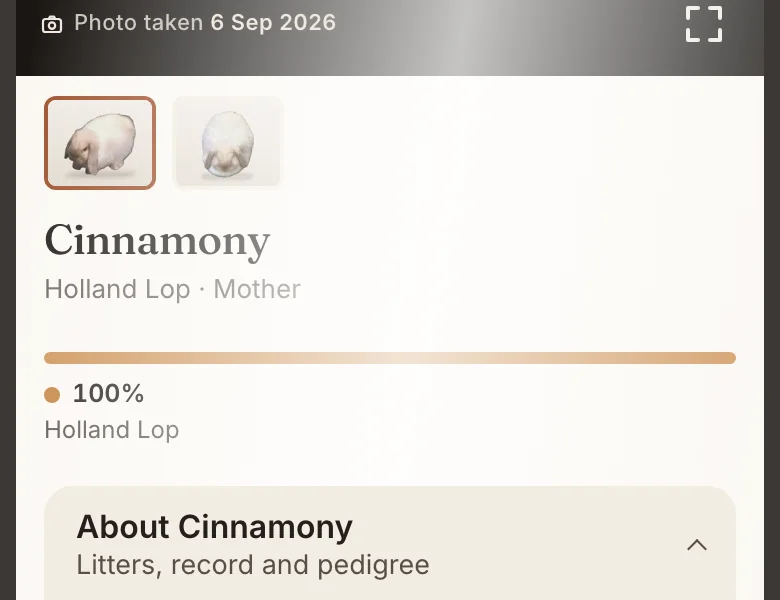 Photo taken 6 Sep 2026
Cinnamony
Holland Lop · Mother
100%
Holland Lop
About Cinnamony
Litters, record and pedigree